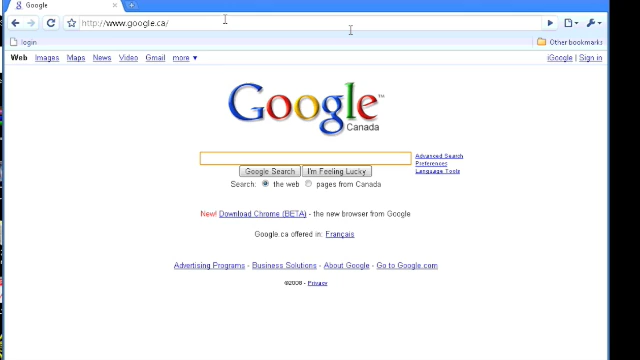 Google
http://www.google.ca/
login
Other bookmarks
Web Images Maps News Video Gmail more ▼
iGoogle | Sign in
Google™
Canada
Advanced Search
Preferences
Language Tools
Google Search I'm Feeling Lucky
Search: the web pages from Canada
New! Download Chrome (BETA) - the new browser from Google
Google.ca offered in: Français
Advertising Programs - Business Solutions - About Google - Go to Google.com
©2008 - Privacy